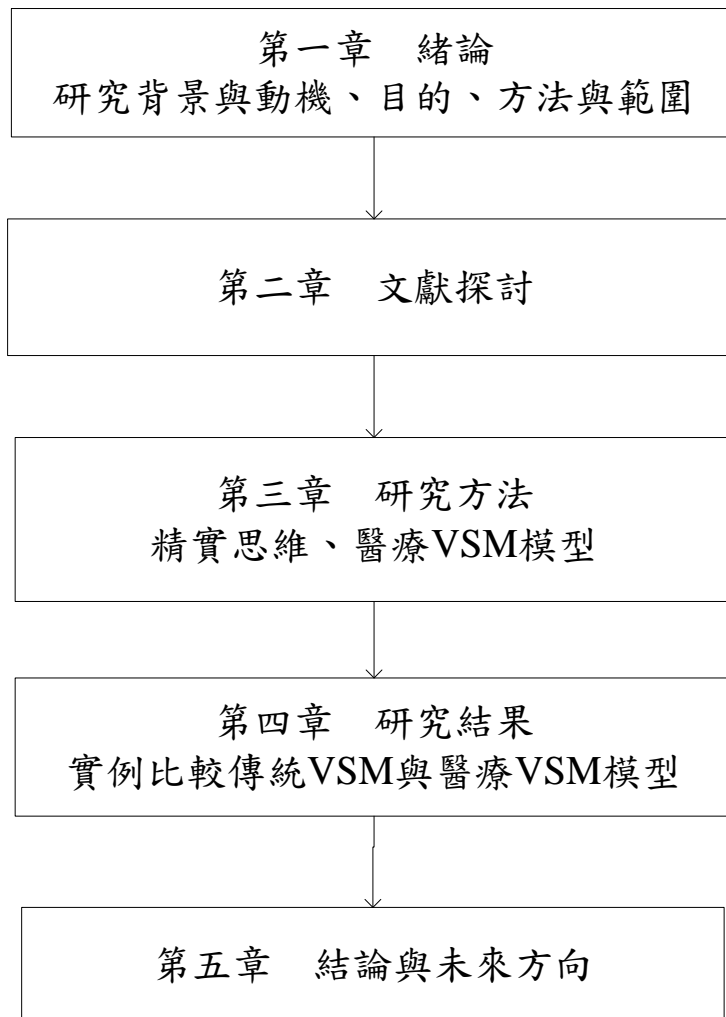 第一章　緒論
研究背景與動機、目的、方法與範圍
第二章　文獻探討
第三章　研究方法
精實思維、醫療VSM模型
第四章　研究結果
實例比較傳統VSM與醫療VSM模型
第五章　結論與未來方向